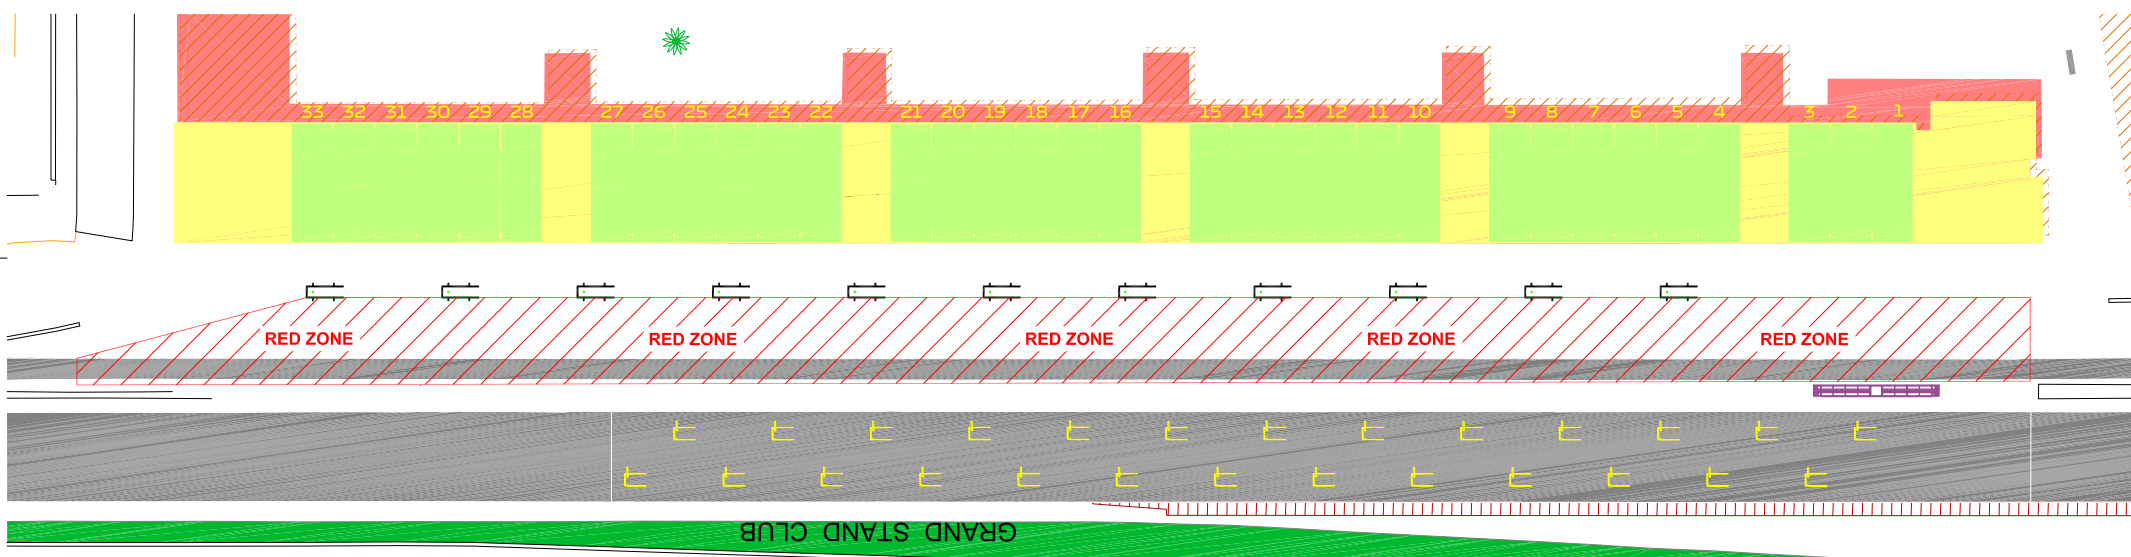 33 32 31 30 29 28 27 26 25 24 23 22 21 20 19 18 17 16 15 14 13 12 11 10 9 8 7 6 5 4 3 2 1
RED ZONE RED ZONE RED ZONE RED ZONE RED ZONE
GRAND STAND CLUB